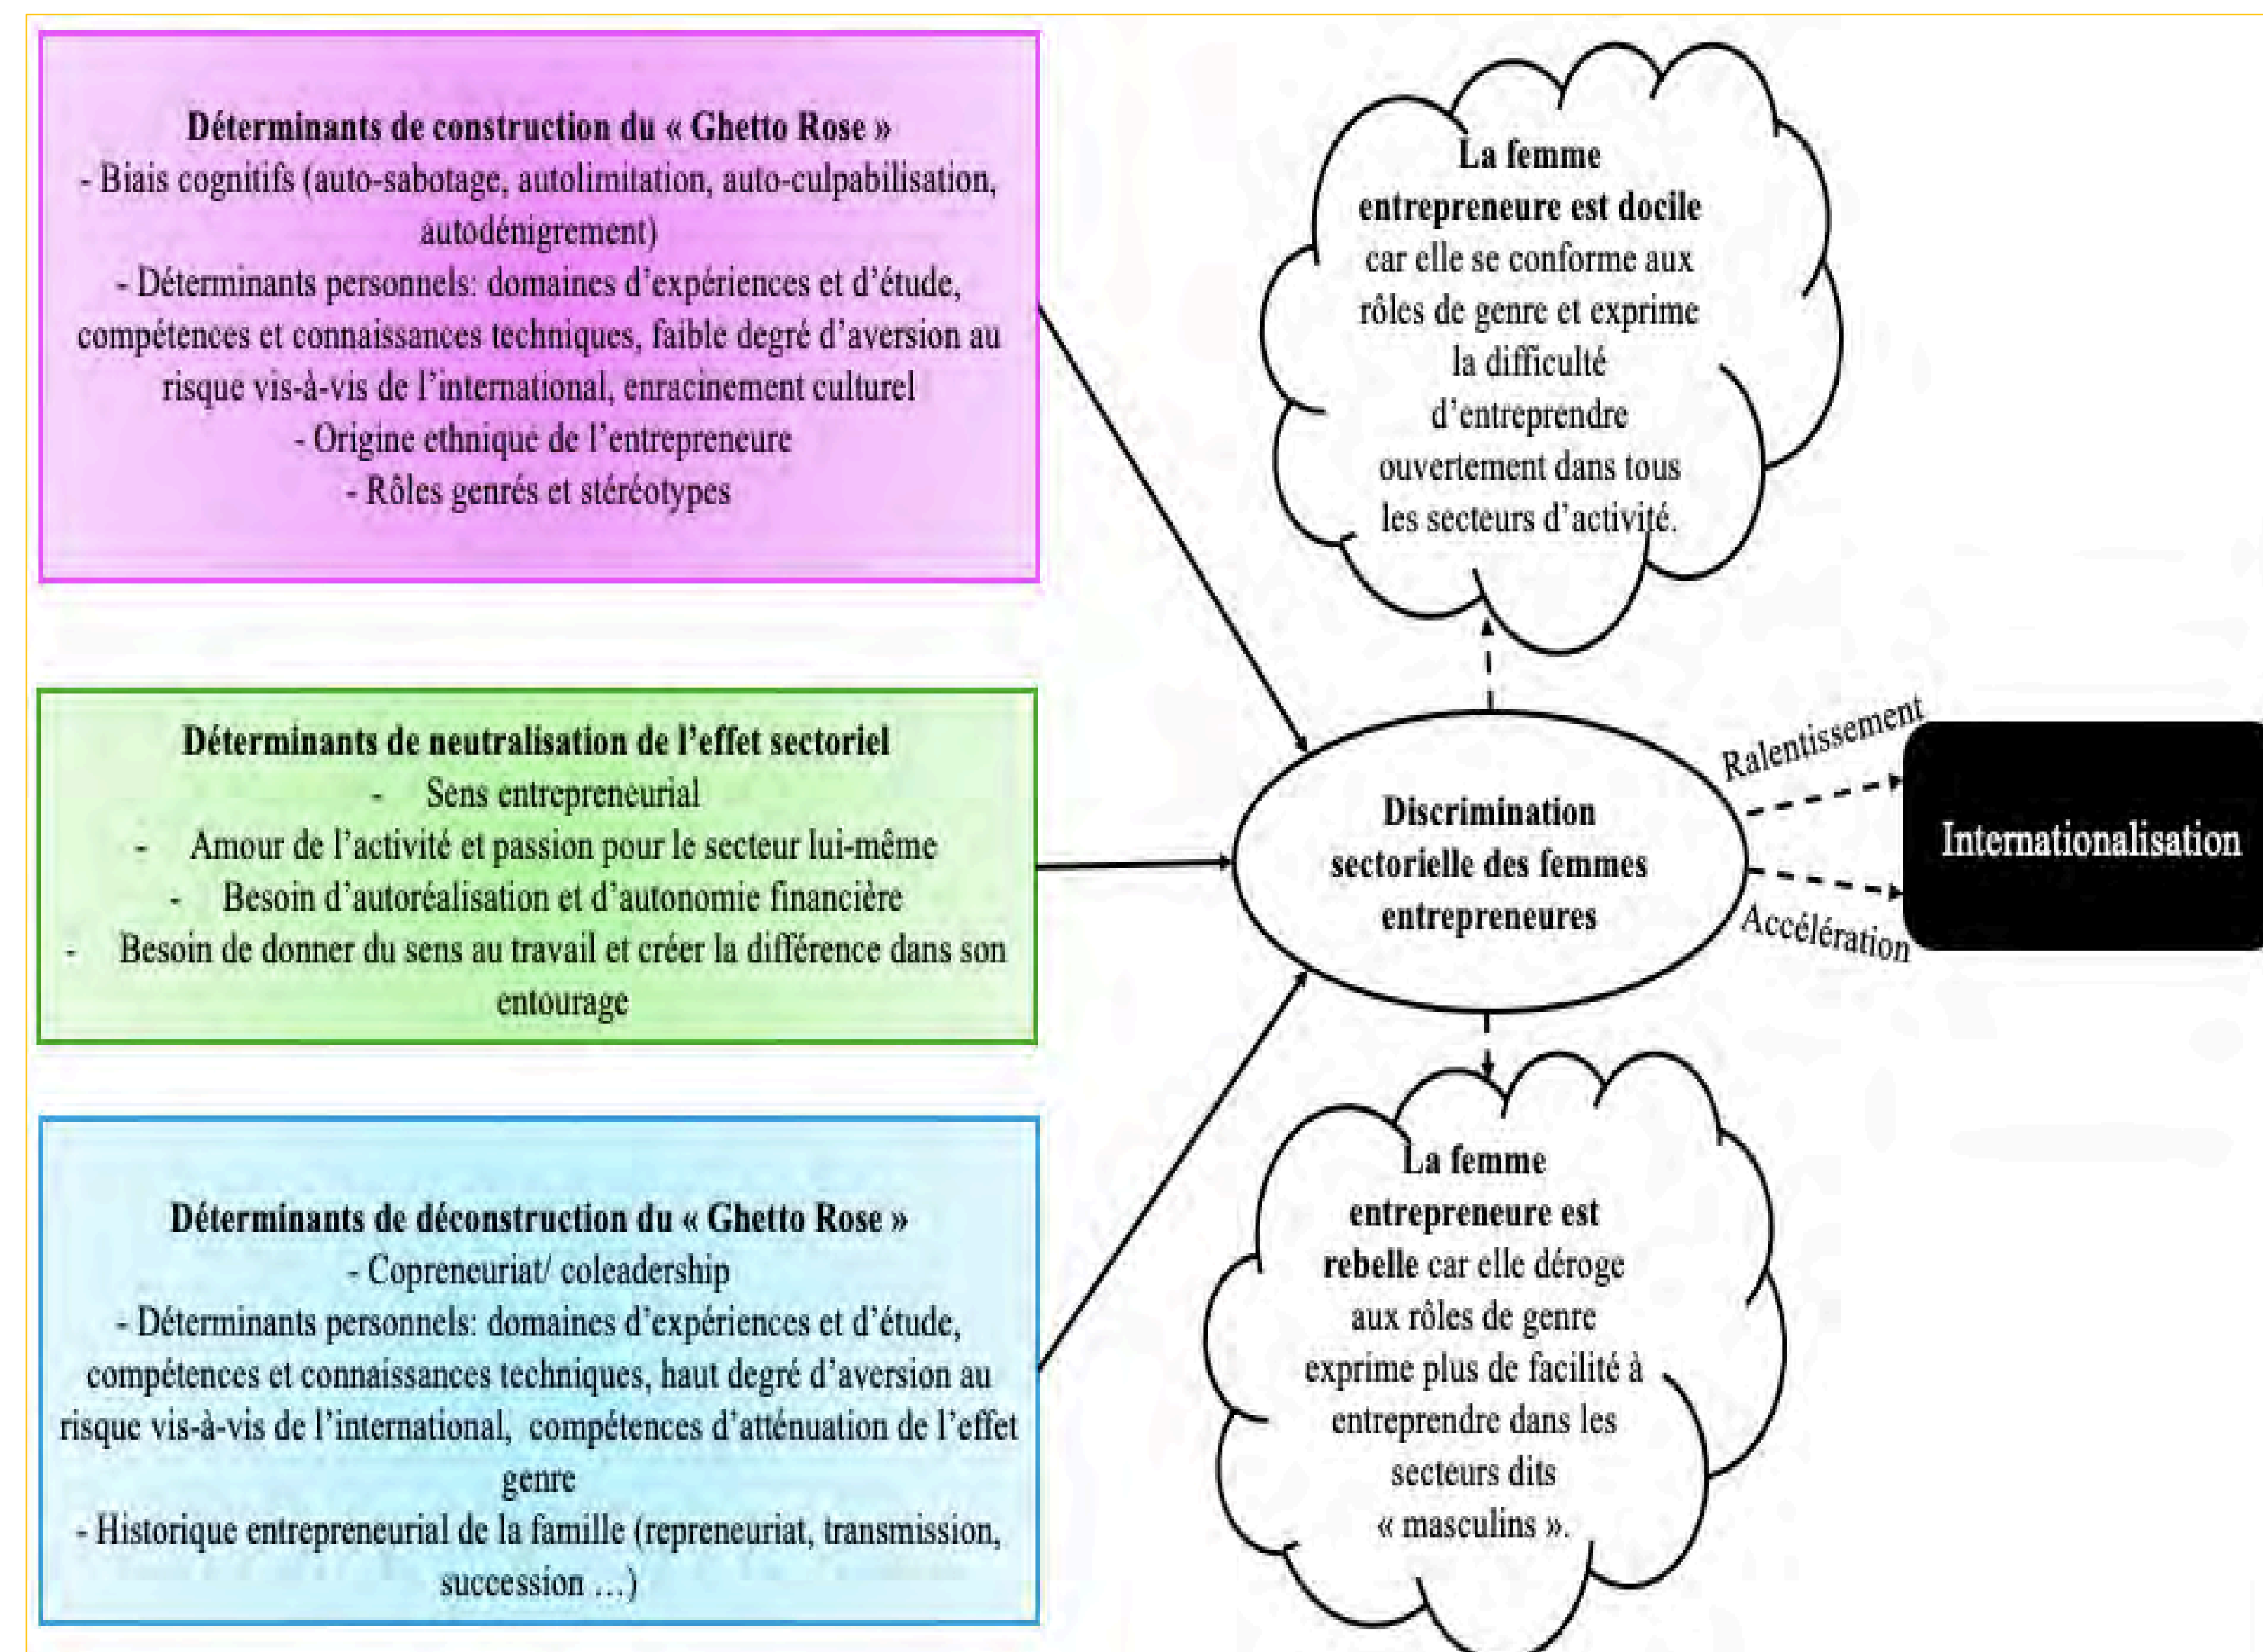 Déterminants de construction du « Ghetto Rose »
- Biais cognitifs (auto-sabotage, autolimitation, auto-culpabilisation,
autodénigrement)
- Déterminants personnels: domaines d’expériences et d’étude,
compétences et connaissances techniques, faible degré d’aversion au
risque vis-à-vis de l’international, enracinement culturel
- Origine ethnique de l’entrepreneure
- Rôles genrés et stéréotypes
Déterminants de neutralisation de l’effet sectoriel
- Sens entrepreneurial
- Amour de l’activité et passion pour le secteur lui-même
- Besoin d’autoréalisation et d’autonomie financière
- Besoin de donner du sens au travail et créer la différence dans son
entourage
Déterminants de déconstruction du « Ghetto Rose »
- Copreneuriat/ coleadership
- Déterminants personnels: domaines d’expériences et d’étude,
compétences et connaissances techniques, haut degré d’aversion au
risque vis-à-vis de l’international, compétences d’atténuation de l’effet
genre
- Historique entrepreneurial de la famille (repreneuriat, transmission,
succession …)
La femme
entrepreneure est docile
car elle se conforme aux
rôles de genre et exprime
la difficulté
d’entreprendre
ouvertement dans tous
les secteurs d’activité.
Discrimination
sectorielle des femmes
entrepreneures
La femme
entrepreneure est
rebelle car elle déroge
aux rôles de genre
exprime plus de facilité à
entreprendre dans les
secteurs dits
« masculins ».
Ralentissement
Accélération
Internationalisation